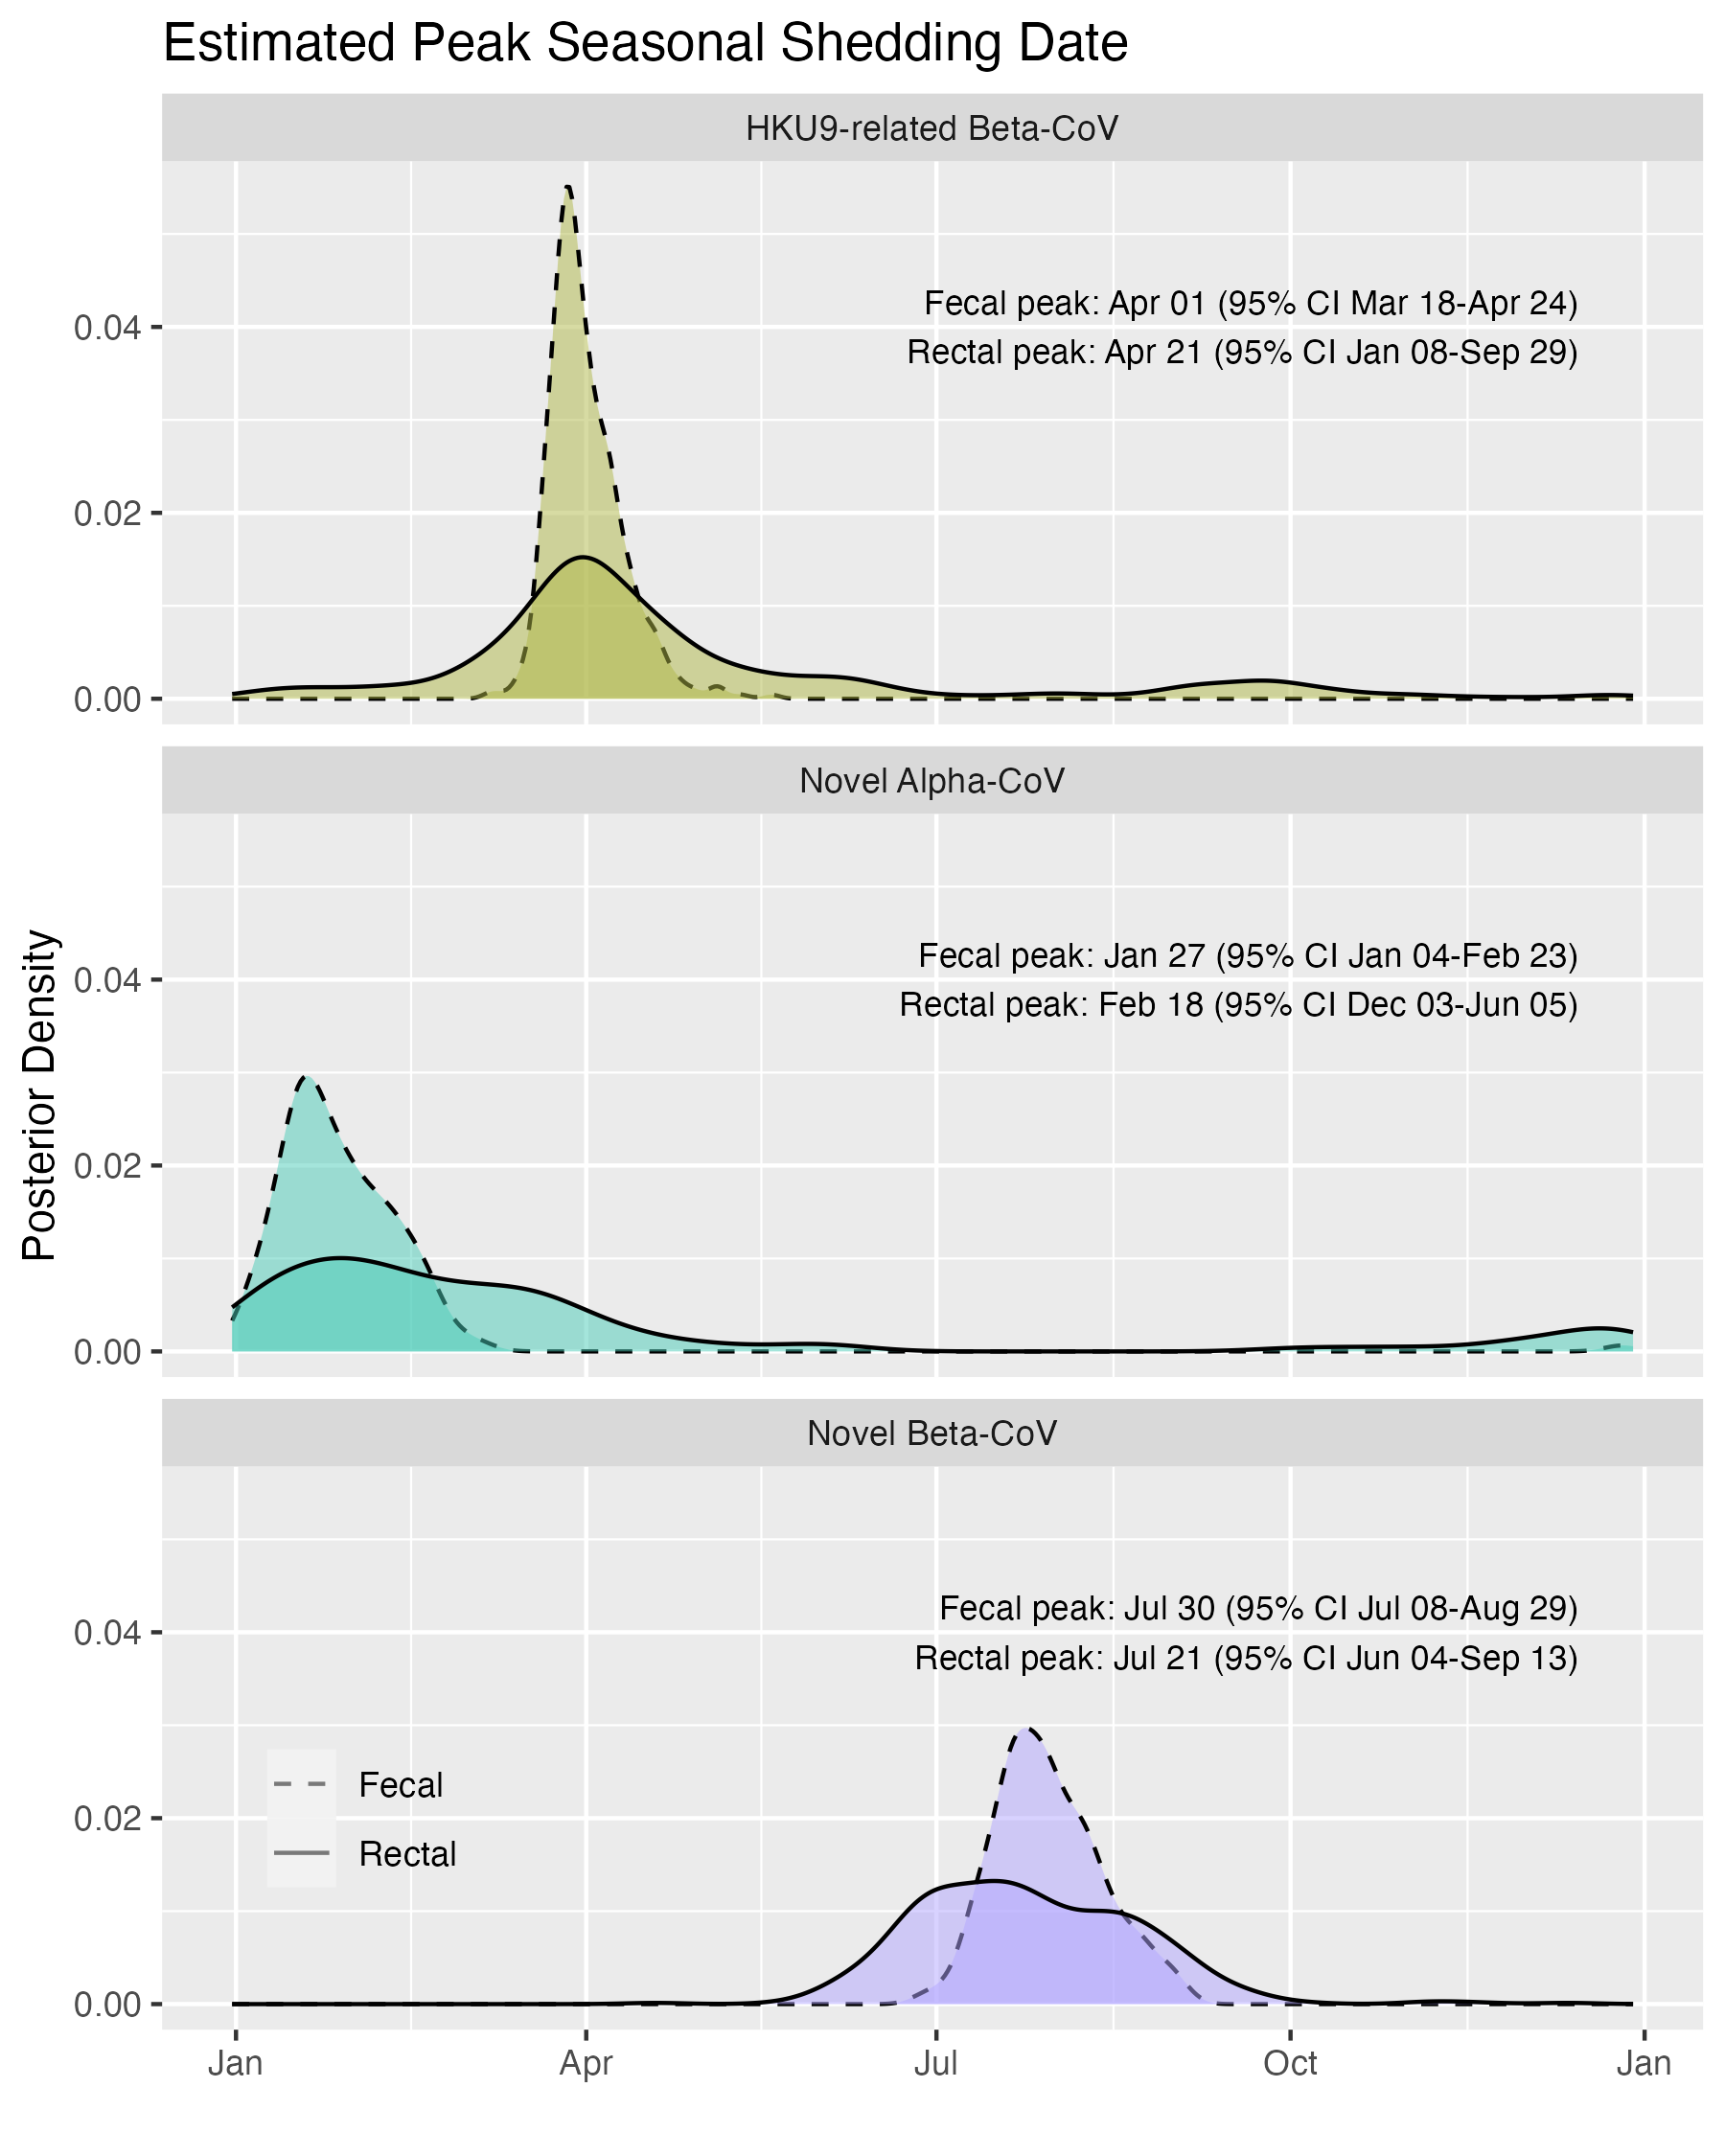 Estimated Peak Seasonal Shedding Date
HKU9-related Beta-CoV
Fecal peak: Apr 01 (95% CI Mar 18-Apr 24)
Rectal peak: Apr 21 (95% CI Jan 08-Sep 29)
0.04
0.02
0.00
Novel Alpha-CoV
Fecal peak: Jan 27 (95% CI Jan 04-Feb 23)
Rectal peak: Feb 18 (95% CI Dec 03-Jun 05)
0.04
0.02
0.00
Posterior Density
Novel Beta-CoV
Fecal peak: Jul 30 (95% CI Jul 08-Aug 29)
Rectal peak: Jul 21 (95% CI Jun 04-Sep 13)
0.04
0.02
0.00
Fecal
Rectal
Jan Apr Jul Oct Jan